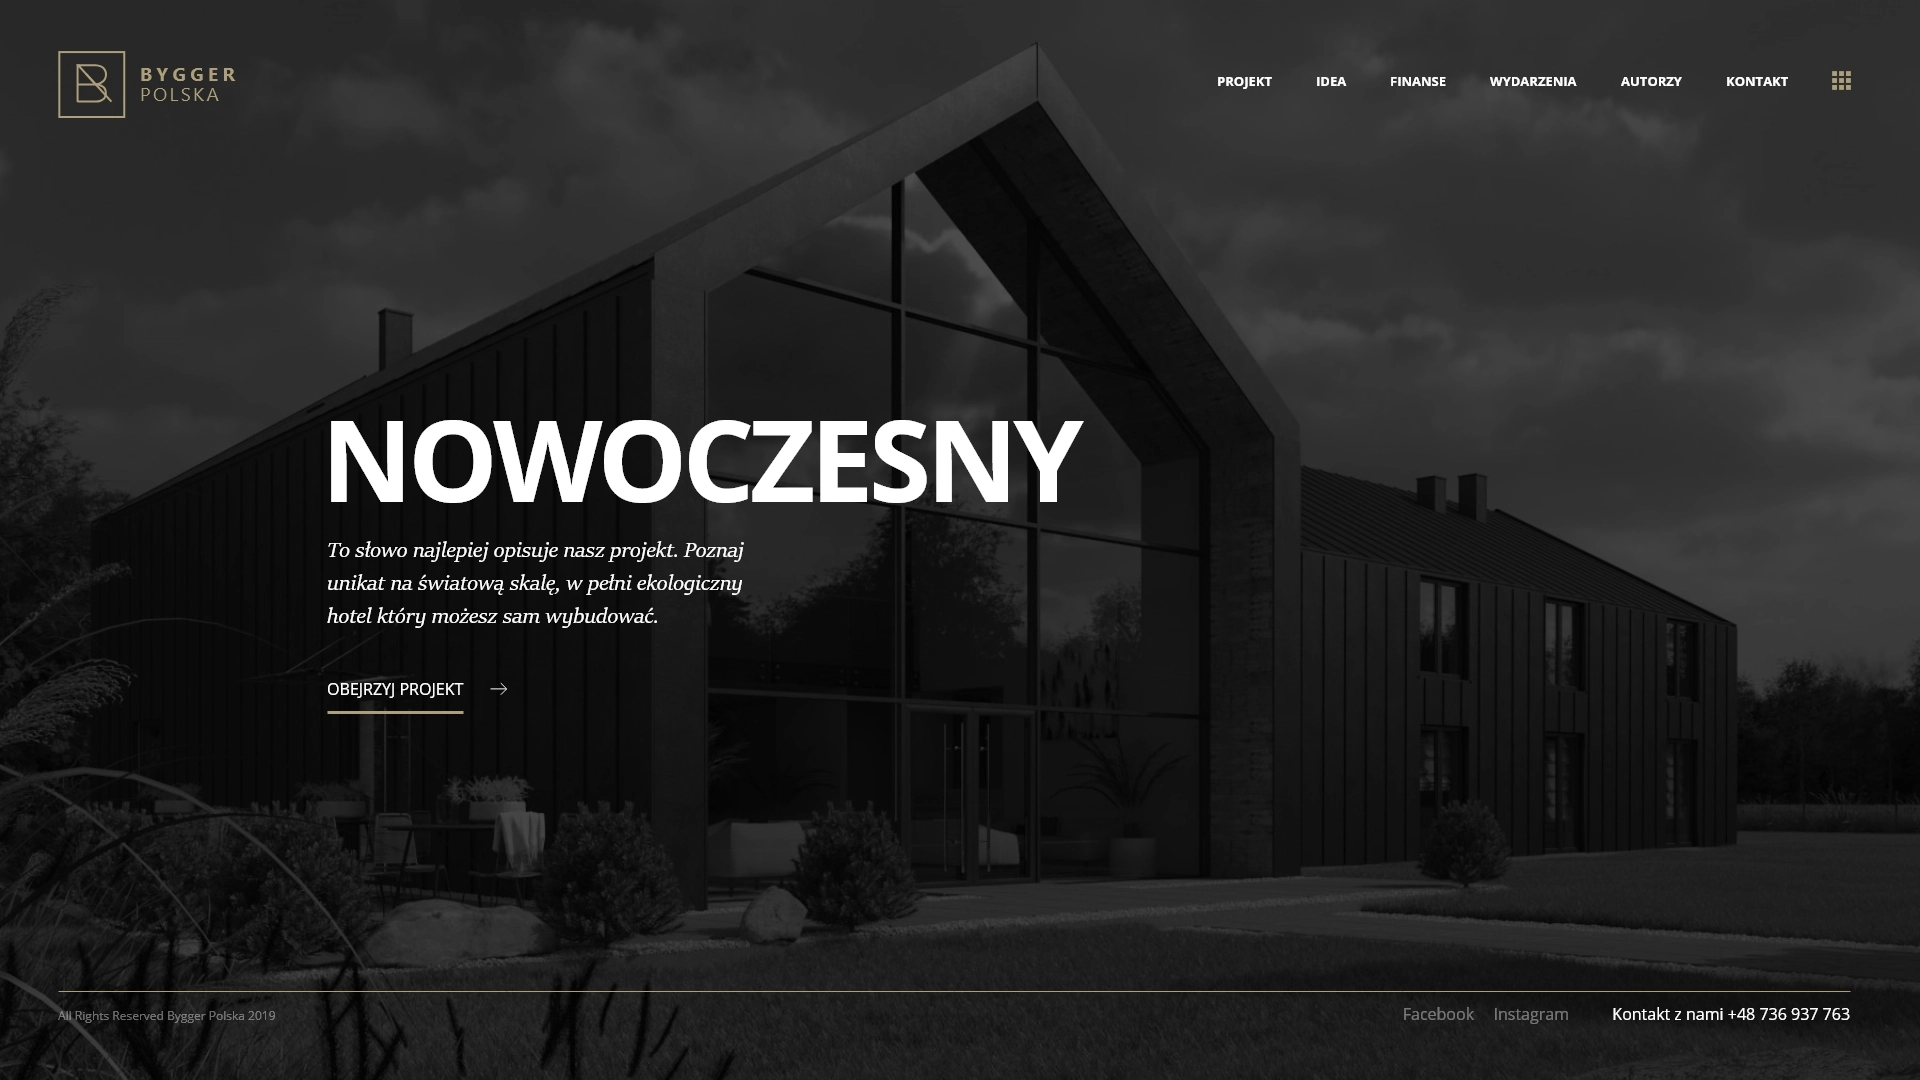 BYGGER
POLSKA
PROJEKT IDEA FINANSE WYDARZENIA AUTORZY KONTAKT
NOWOCZESNY
To słowo najlepiej opisuje nasz projekt. Poznaj
unikat na światową skalę, w pełni ekologiczny
hotel który możesz sam wybudować.
OBEJRZYJ PROJEKT
All Rights Reserved Bygger Polska 2019
Facebook Instagram Kontakt z nami +48 736 937 763